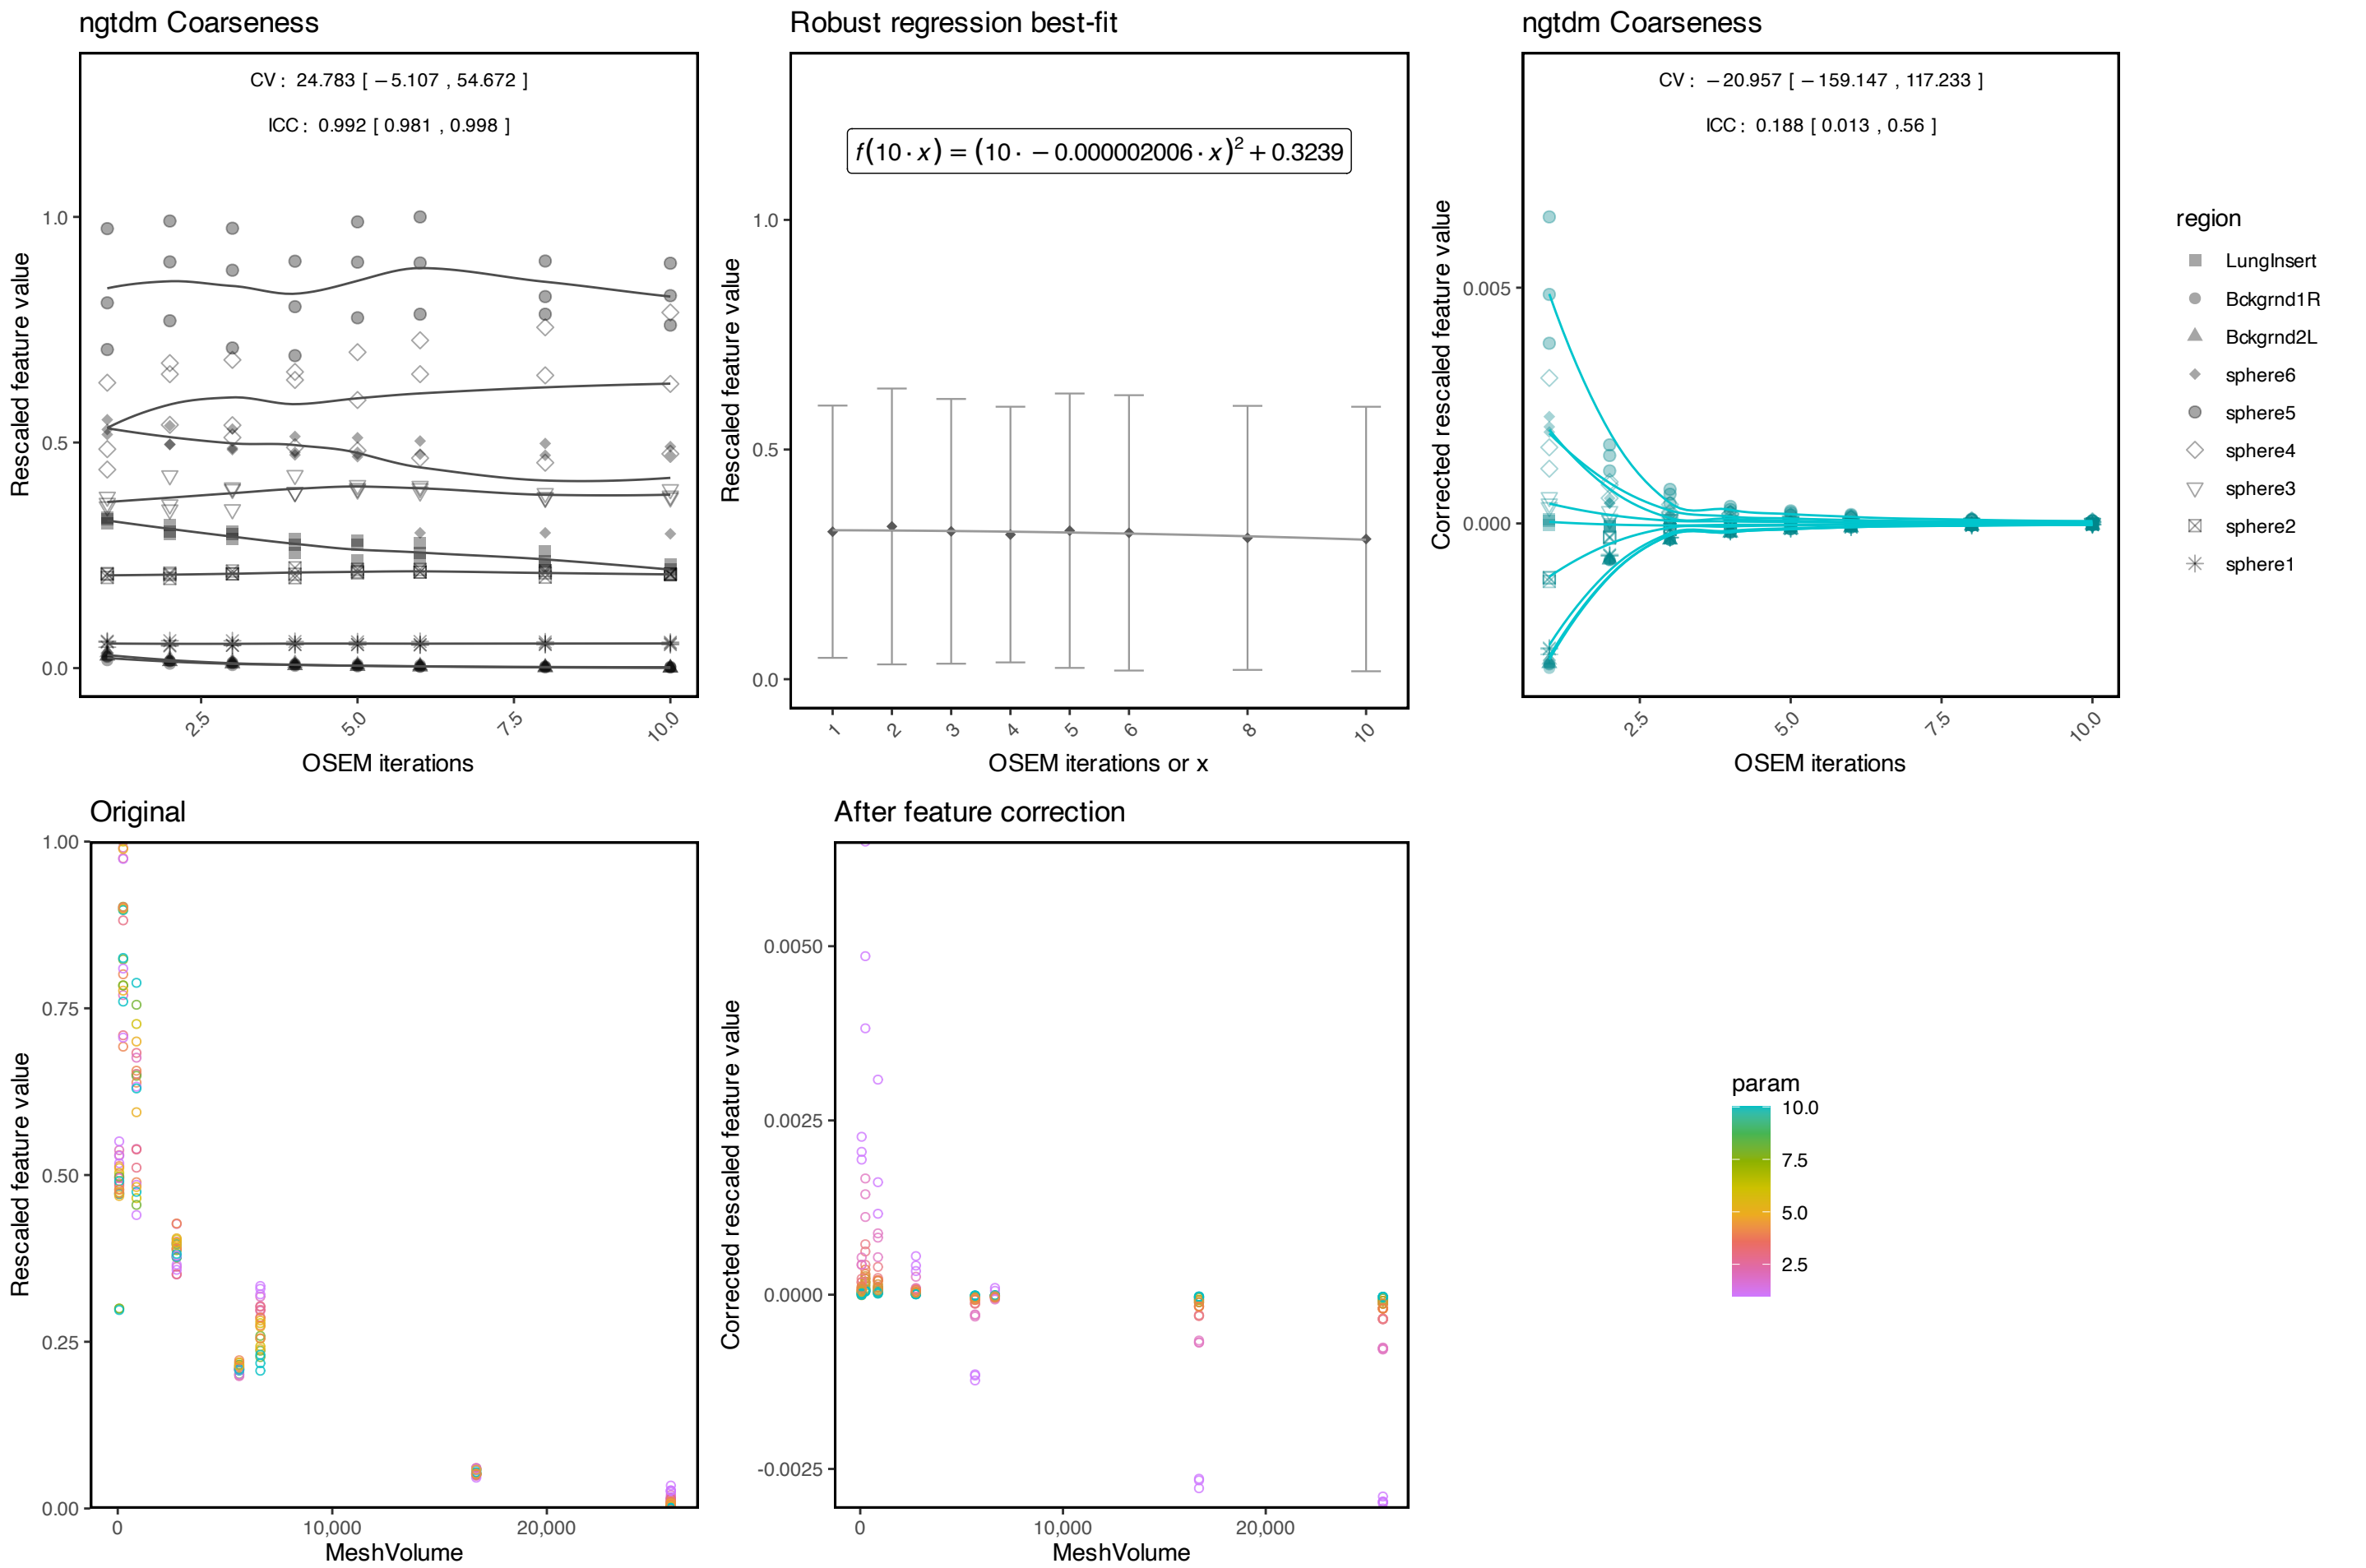 ngtdm Coarseness
CV : 24.783 [ −5.107 , 54.672 ]
ICC : 0.992 [ 0.981 , 0.998 ]
Rescaled feature value
1.0
0.5
0.0
2.5
5.0
7.5
10.0
OSEM iterations
Robust regression best-fit
f(10 · x) = (10 · − 0.000002006 · x)² + 0.3239
Rescaled feature value
1.0
0.5
0.0
1
2
3
4
5
6
8
10
OSEM iterations or x
ngtdm Coarseness
CV : −20.957 [ −159.147 , 117.233 ]
ICC : 0.188 [ 0.013 , 0.56 ]
Corrected rescaled feature value
0.005
0.000
2.5
5.0
7.5
10.0
OSEM iterations
region
LungInsert
Bckgrnd1R
Bckgrnd2L
sphere6
sphere5
sphere4
sphere3
sphere2
sphere1
Original
Rescaled feature value
1.00
0.75
0.50
0.25
0.00
0
10,000
20,000
MeshVolume
After feature correction
Corrected rescaled feature value
0.0050
0.0025
0.0000
-0.0025
0
10,000
20,000
MeshVolume
param
10.0
7.5
5.0
2.5